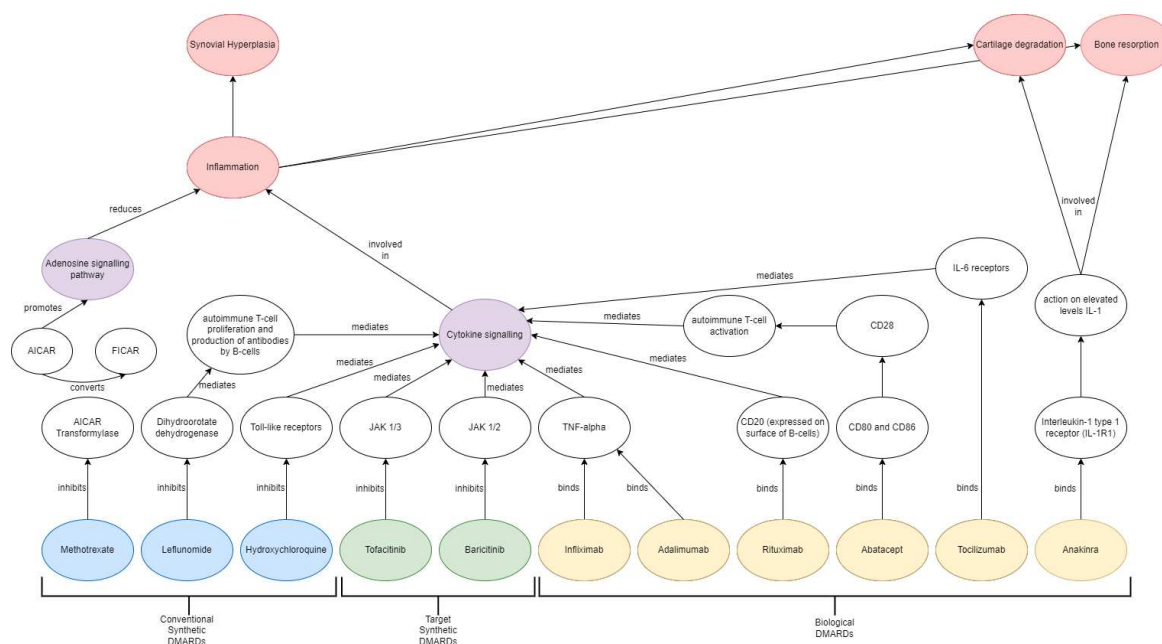 Synovial Hyperplasia
Cartilage degradation
Bone resorption
Inflammation
reduces
involved
in
involved
in
Adenosine signalling
pathway
IL-6 receptors
mediates
promotes
autoimmune T-cell
proliferation and
production of antibodies
by B-cells
mediates
Cytokine signalling
mediates
autoimmune T-cell
activation
CD28
action on elevated
levels IL-1
AICAR
FICAR
converts
mediates
mediates
mediates
mediates
mediates
mediates
AICAR
Transformylase
Dihydroorotate
dehydrogenase
Toll-like receptors
JAK 1/3
JAK 1/2
TNF-alpha
CD20 (expressed on
surface of B-cells)
CD80 and CD86
Interleukin-1 type 1
receptor (IL-1R1)
inhibits
inhibits
inhibits
inhibits
inhibits
binds
binds
binds
binds
binds
binds
Methotrexate
Leflunomide
Hydroxychloroquine
Tofacitinib
Baricitinib
Infliximab
Adalimumab
Rituximab
Abatacept
Tocilizumab
Anakinra
Conventional
Synthetic
DMARDs
Target
Synthetic
DMARDs
Biological
DMARDs